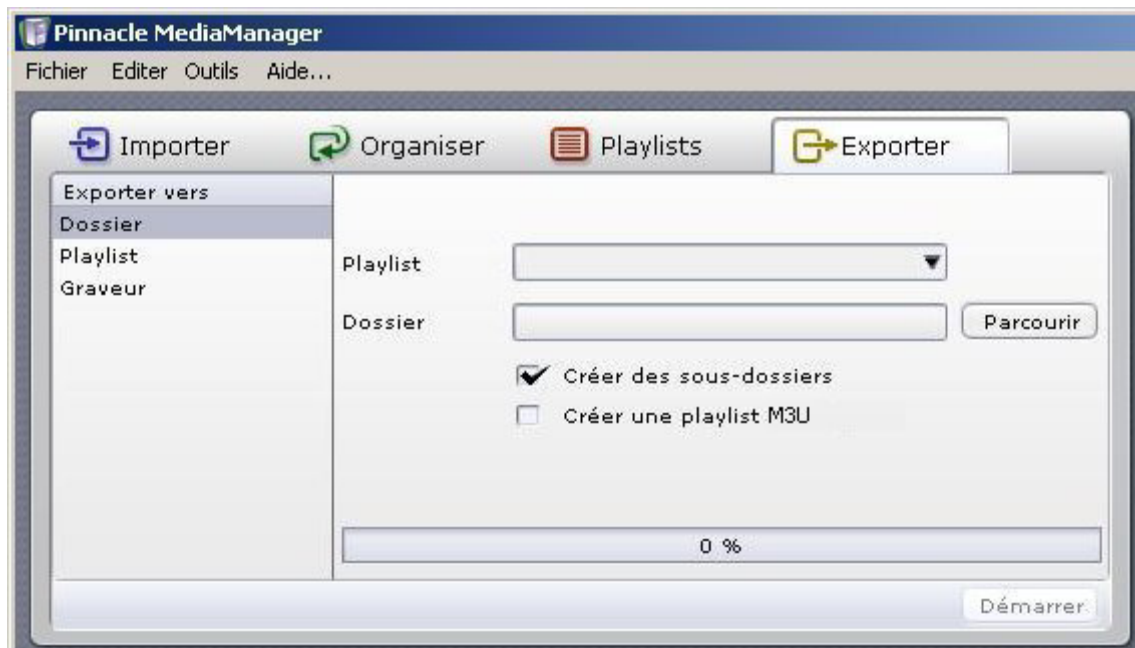 Pinnacle MediaManager
Fichier Editer Outils Aide...
Importer Organiser Playlists Exporter
Exporter vers
Dossier
Playlist
Graveur
Playlist
Dossier Parcourir
Créer des sous-dossiers
Créer une playlist M3U
0 %
Démarrer